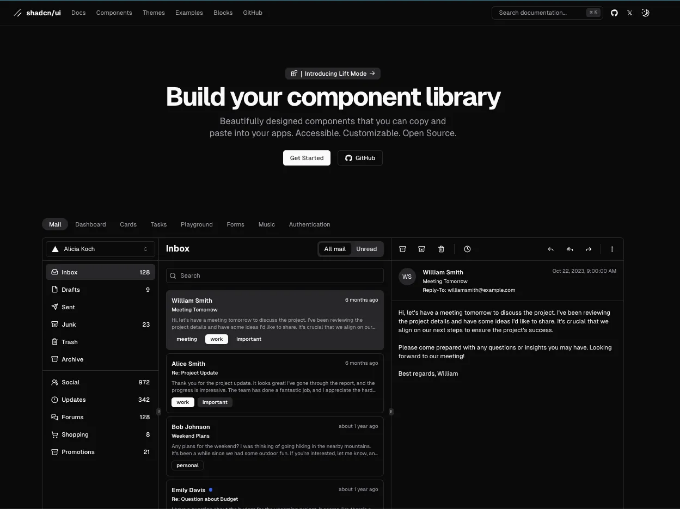 shadcn/ui Docs Components Themes Examples Blocks GitHub Search documentation... ⌘K
Introducing Lift Mode →
Build your component library
Beautifully designed components that you can copy and
paste into your apps. Accessible. Customizable. Open Source.
Get Started GitHub
Mail Dashboard Cards Tasks Playground Forms Music Authentication
Alicia Koch
Inbox 128
Drafts 9
Sent
Junk 23
Trash
Archive
Social 972
Updates 342
Forums 128
Shopping 8
Promotions 21
Inbox All mail Unread
Search
William Smith 6 months ago
Meeting Tomorrow
Hi, let's have a meeting tomorrow to discuss the project. I've been reviewing the
project details and have some ideas I'd like to share. It's crucial that we align on our...
meeting work important
Alice Smith 6 months ago
Re: Project Update
Thank you for the project update. It looks great! I've gone through the report, and the
progress is impressive. The team has done a fantastic job, and I appreciate the hard...
work important
Bob Johnson about 1 year ago
Weekend Plans
Any plans for the weekend? I was thinking of going hiking in the nearby mountains.
It's been a while since we had some outdoor fun. If you're interested, let me know, an...
personal
Emily Davis about 1 year ago
Re: Question about Budget
WS
William Smith Oct 22, 2023, 9:00:00 AM
Meeting Tomorrow
Reply-To: williamsmith@example.com
Hi, let's have a meeting tomorrow to discuss the project. I've been reviewing
the project details and have some ideas I'd like to share. It's crucial that we
align on our next steps to ensure the project's success.
Please come prepared with any questions or insights you may have. Looking
forward to our meeting!
Best regards, William